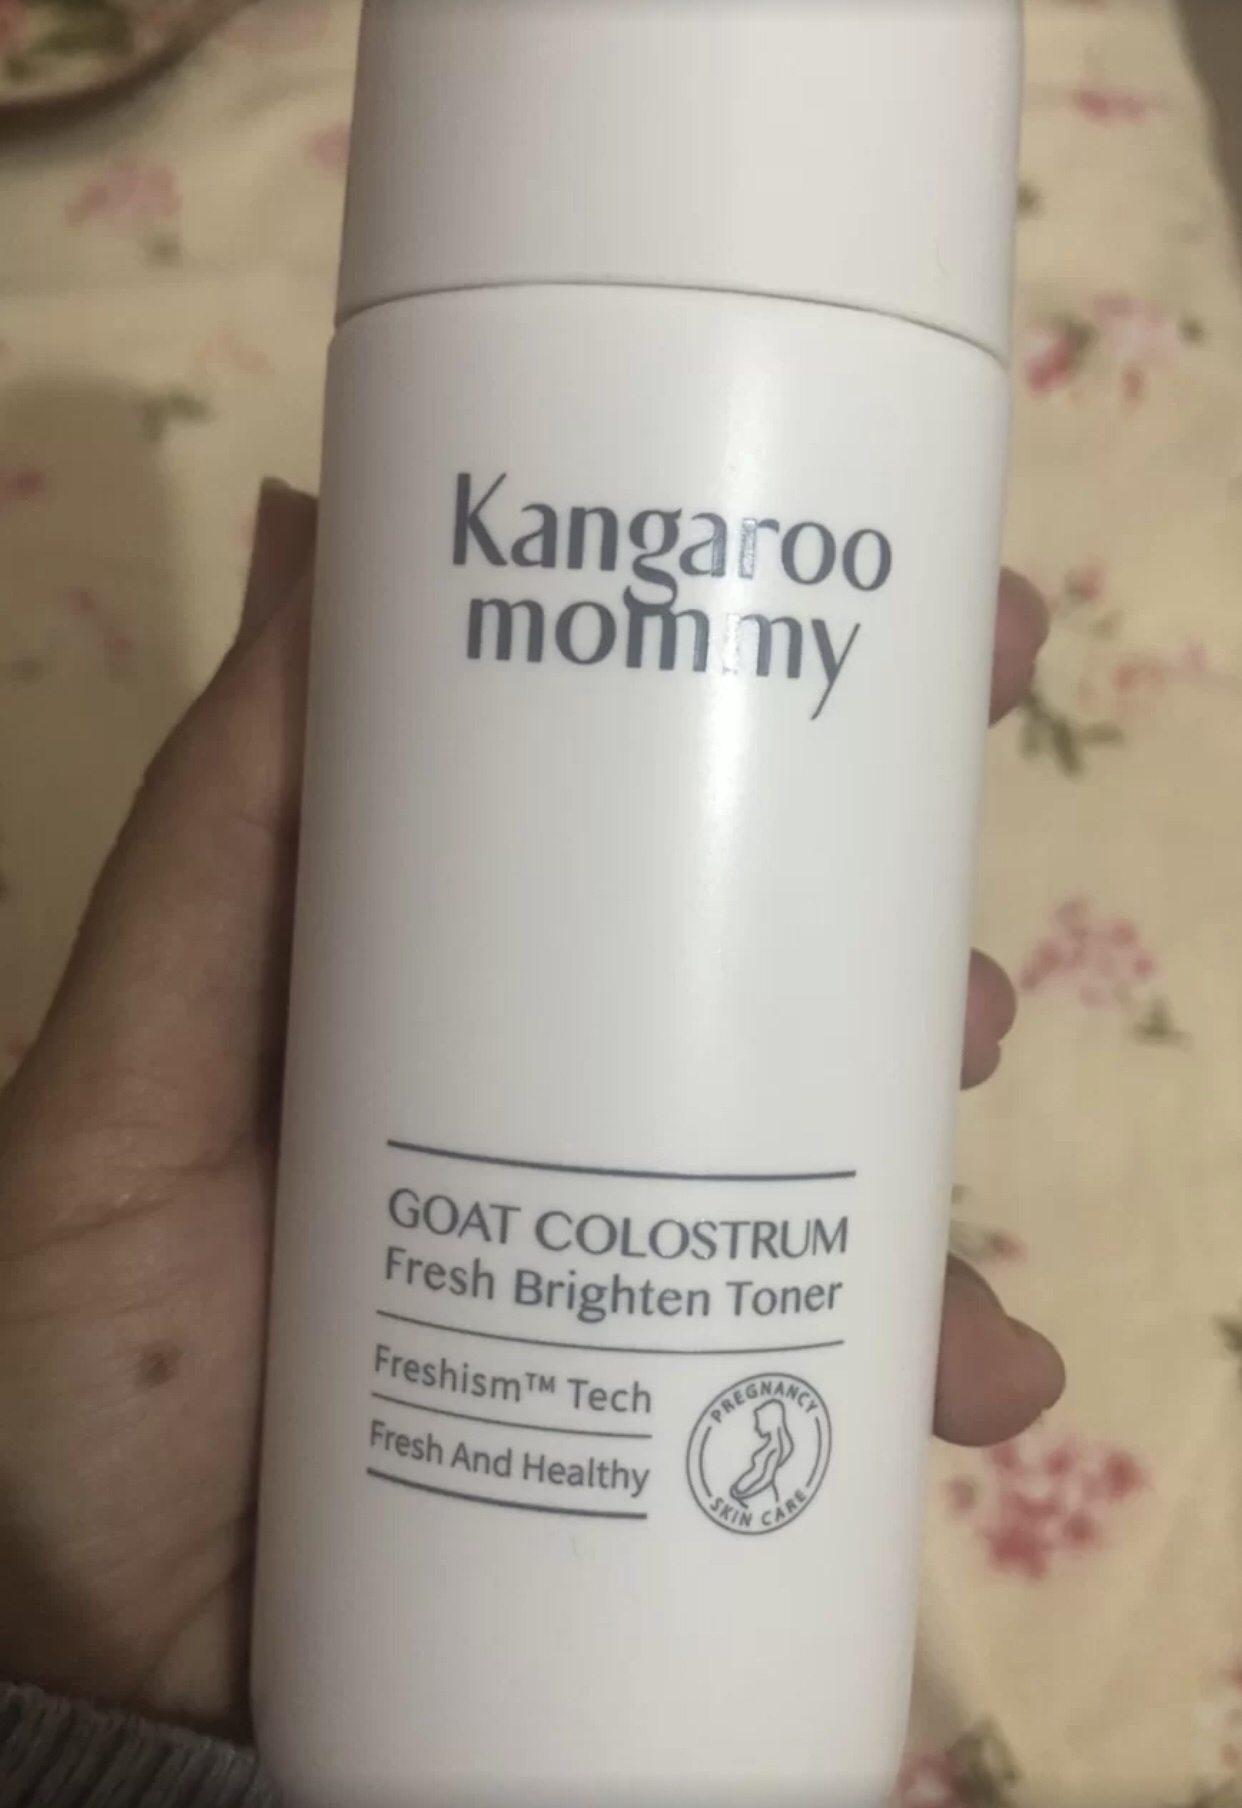 Kangaroo
mommy
GOAT COLOSTRUM
Fresh Brighten Toner
Freshism™ Tech
Fresh And Healthy
PREGNANCY
SKIN CARE